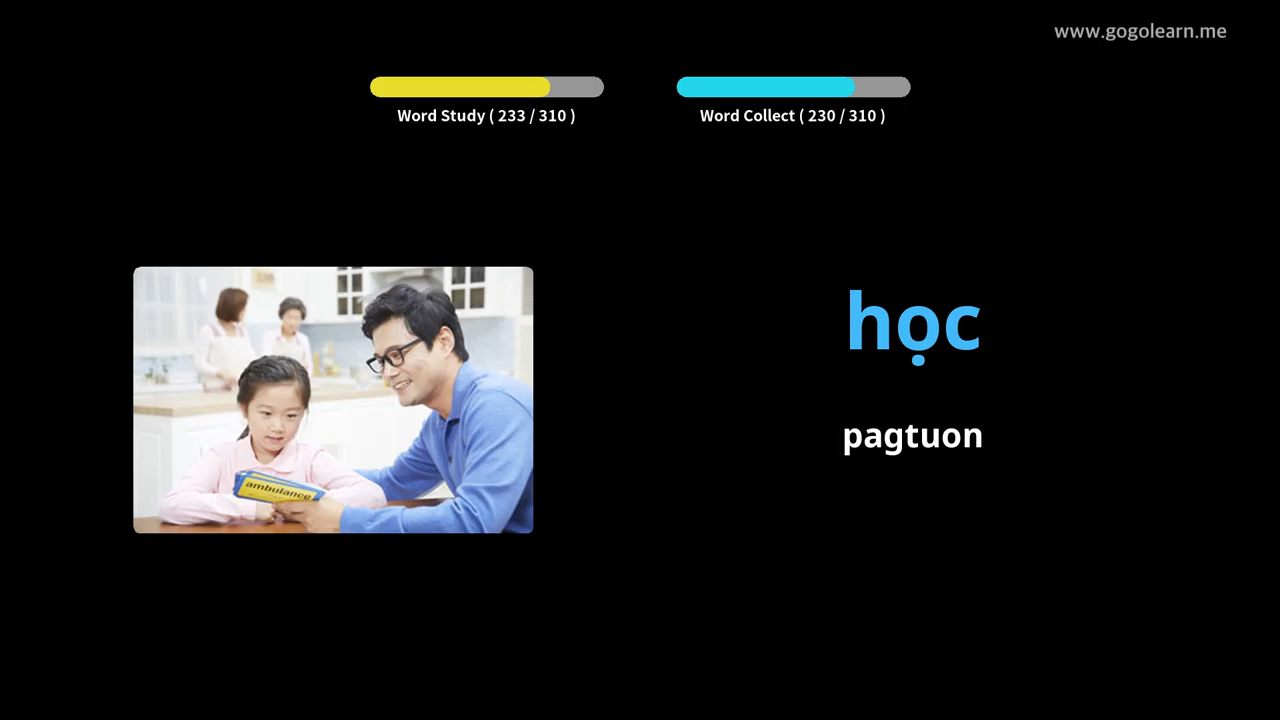 www.gogolearn.me
Word Study ( 233 / 310 )
Word Collect ( 230 / 310 )
học
pagtuon
ambulance